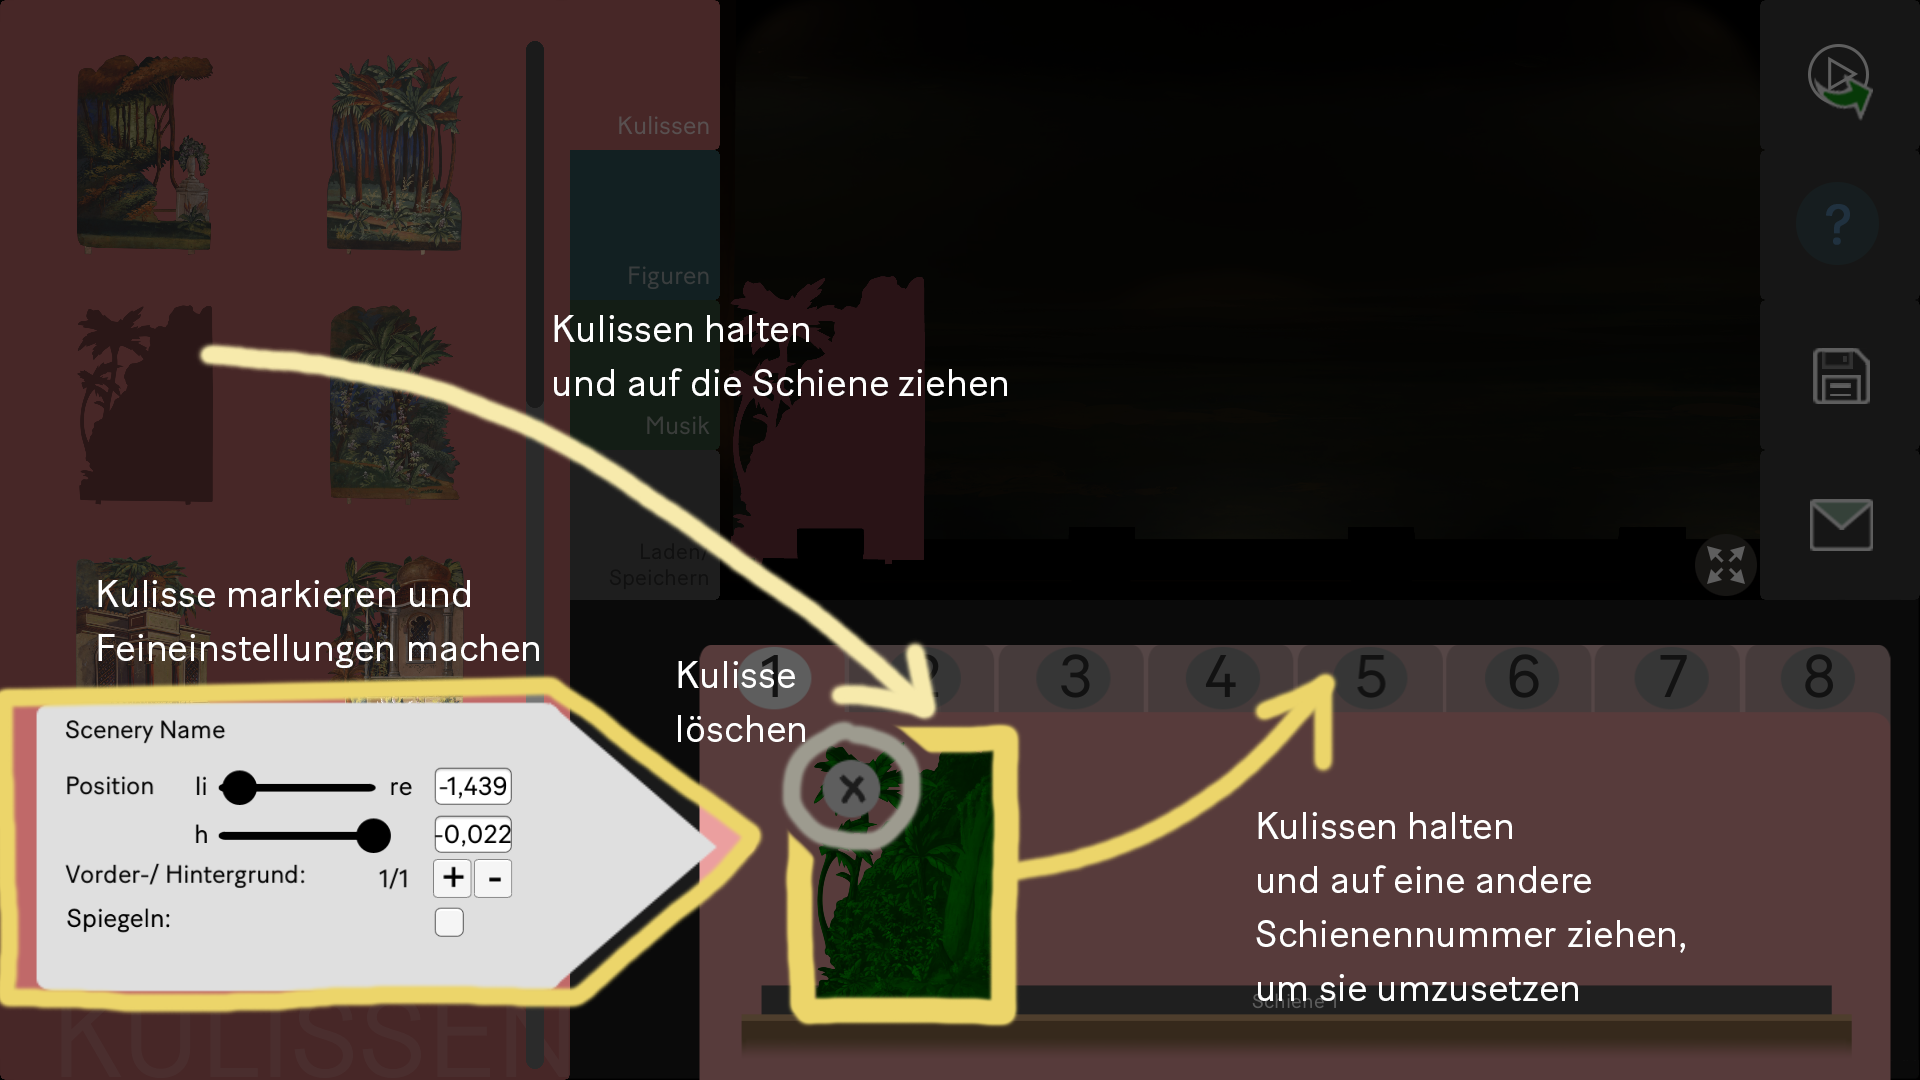 Kulissen
Figuren
Musik
Laden/
Speichern
?
Kulissen halten
und auf die Schiene ziehen
Kulisse markieren und
Feineinstellungen machen
Kulisse
löschen
1
2
3
4
5
6
7
8
Scenery Name
Position li re -1,439
h -0,022
Vorder-/ Hintergrund: 1/1 + -
Spiegeln:
X
Kulissen halten
und auf eine andere
Schienennummer ziehen,
um sie umzusetzen
Schiene 1
KULISSEN